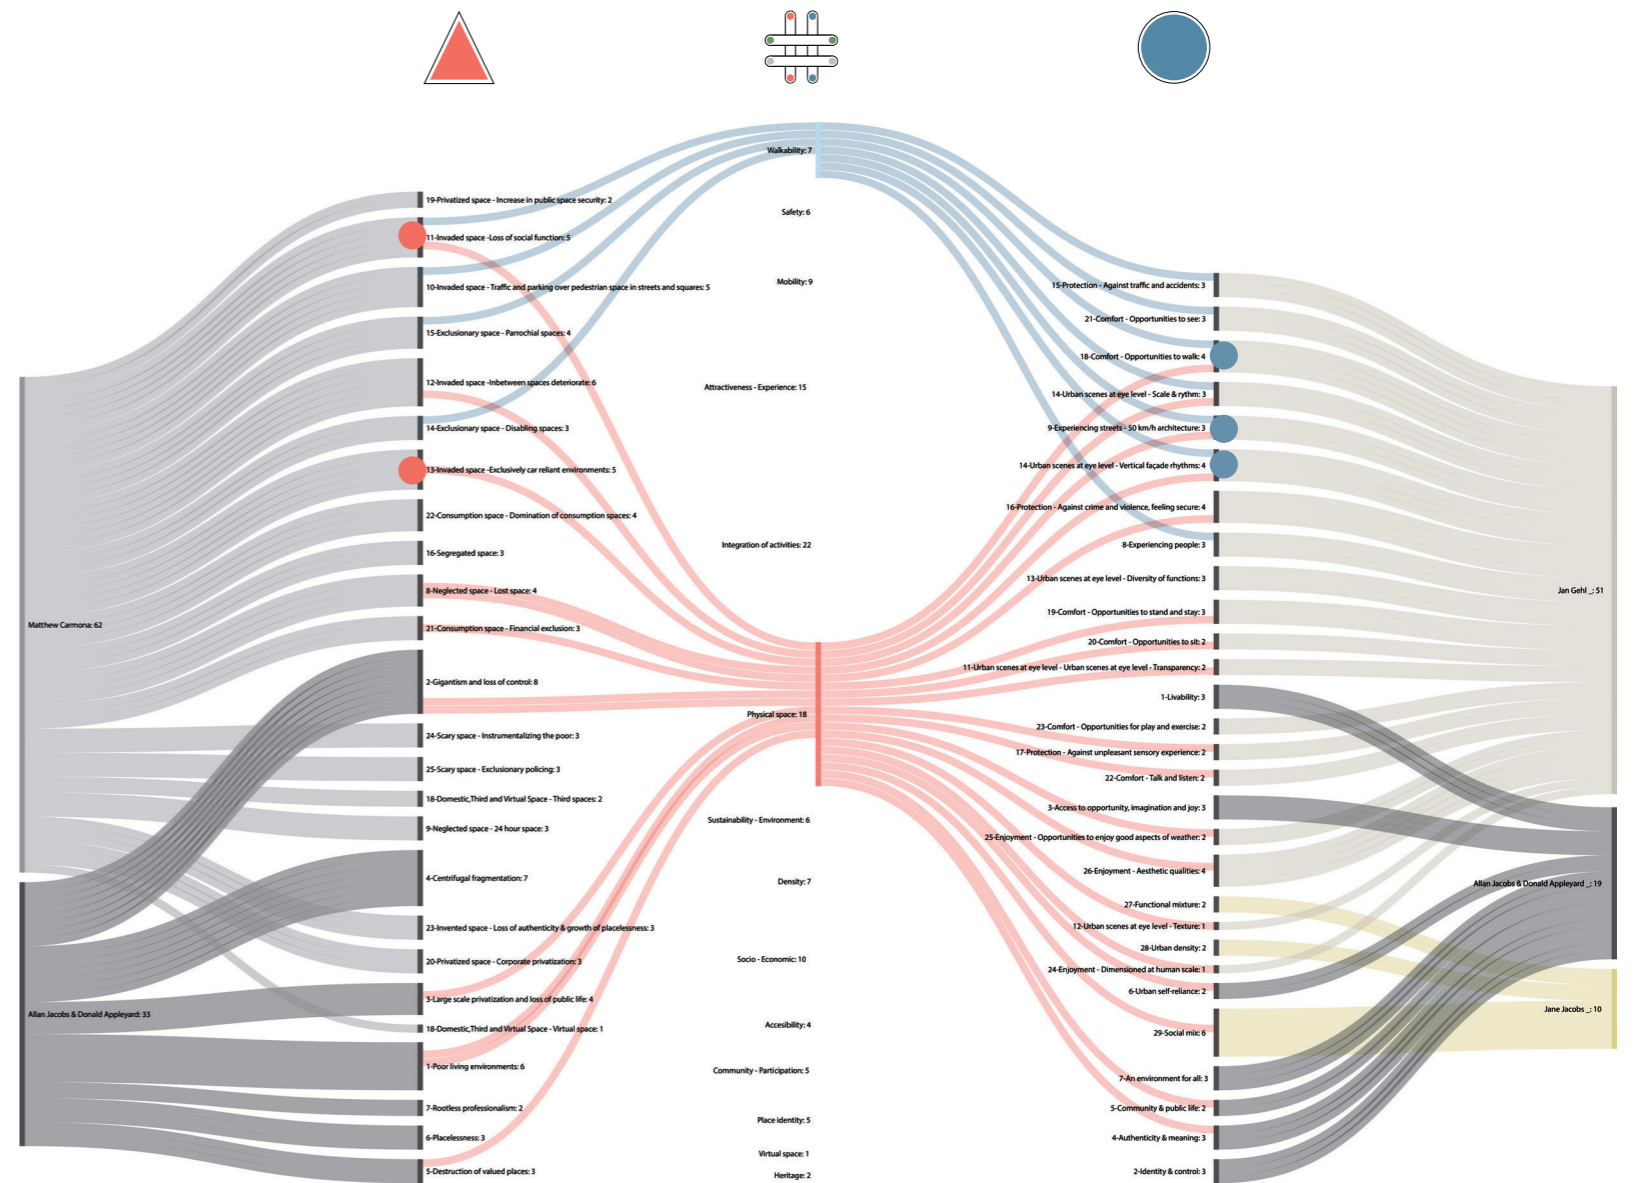 Matthew Carmona: 62
Allan Jacobs & Donald Appleyard: 33
19-Privatized space - Increase in public space security: 2
11-Invaded space -Loss of social function: 5
10-Invaded space - Traffic and parking over pedestrian space in streets and squares: 5
15-Exclusionary space - Parrochial spaces: 4
12-Invaded space -Inbetween spaces deteriorate: 6
14-Exclusionary space - Disabling spaces: 3
13-Invaded space -Exclusively car reliant environments: 5
22-Consumption space - Domination of consumption spaces: 4
16-Segregated space: 3
8-Neglected space - Lost space: 4
21-Consumption space - Financial exclusion: 3
2-Gigantism and loss of control: 8
24-Scary space - Instrumentalizing the poor: 3
25-Scary space - Exclusionary policing: 3
18-Domestic,Third and Virtual Space - Third spaces: 2
9-Neglected space - 24 hour space: 3
4-Centrifugal fragmentation: 7
23-Invented space - Loss of authenticity & growth of placelessness: 3
20-Privatized space - Corporate privatization: 3
3-Large scale privatization and loss of public life: 4
18-Domestic,Third and Virtual Space - Virtual space: 1
1-Poor living environments: 6
7-Rootless professionalism: 2
6-Placelessness: 3
5-Destruction of valued places: 3
Walkability: 7
Safety: 6
Mobility: 9
Attractiveness - Experience: 15
Integration of activities: 22
Physical space: 18
Sustainability - Environment: 6
Density: 7
Socio - Economic: 10
Accesibility: 4
Community - Participation: 5
Place identity: 5
Virtual space: 1
Heritage: 2
15-Protection - Against traffic and accidents: 3
21-Comfort - Opportunities to see: 3
18-Comfort - Opportunities to walk: 4
14-Urban scenes at eye level - Scale & rythm: 3
9-Experiencing streets - 50 km/h architecture: 3
14-Urban scenes at eye level - Vertical façade rhythms: 4
16-Protection - Against crime and violence, feeling secure: 4
8-Experiencing people: 3
13-Urban scenes at eye level - Diversity of functions: 3
19-Comfort - Opportunities to stand and stay: 3
20-Comfort - Opportunities to sit: 2
11-Urban scenes at eye level - Urban scenes at eye level - Transparency: 2
1-Livability: 3
23-Comfort - Opportunities for play and exercise: 2
17-Protection - Against unpleasant sensory experience: 2
22-Comfort - Talk and listen: 2
3-Access to opportunity, imagination and joy: 3
25-Enjoyment - Opportunities to enjoy good aspects of weather: 2
26-Enjoyment - Aesthetic qualities: 4
27-Functional mixture: 2
12-Urban scenes at eye level - Texture: 1
28-Urban density: 2
24-Enjoyment - Dimensioned at human scale: 1
6-Urban self-reliance: 2
29-Social mix: 6
7-An environment for all: 3
5-Community & public life: 2
4-Authenticity & meaning: 3
2-Identity & control: 3
Jan Gehl _: 51
Allan Jacobs & Donald Appleyard _: 19
Jane Jacobs _: 10